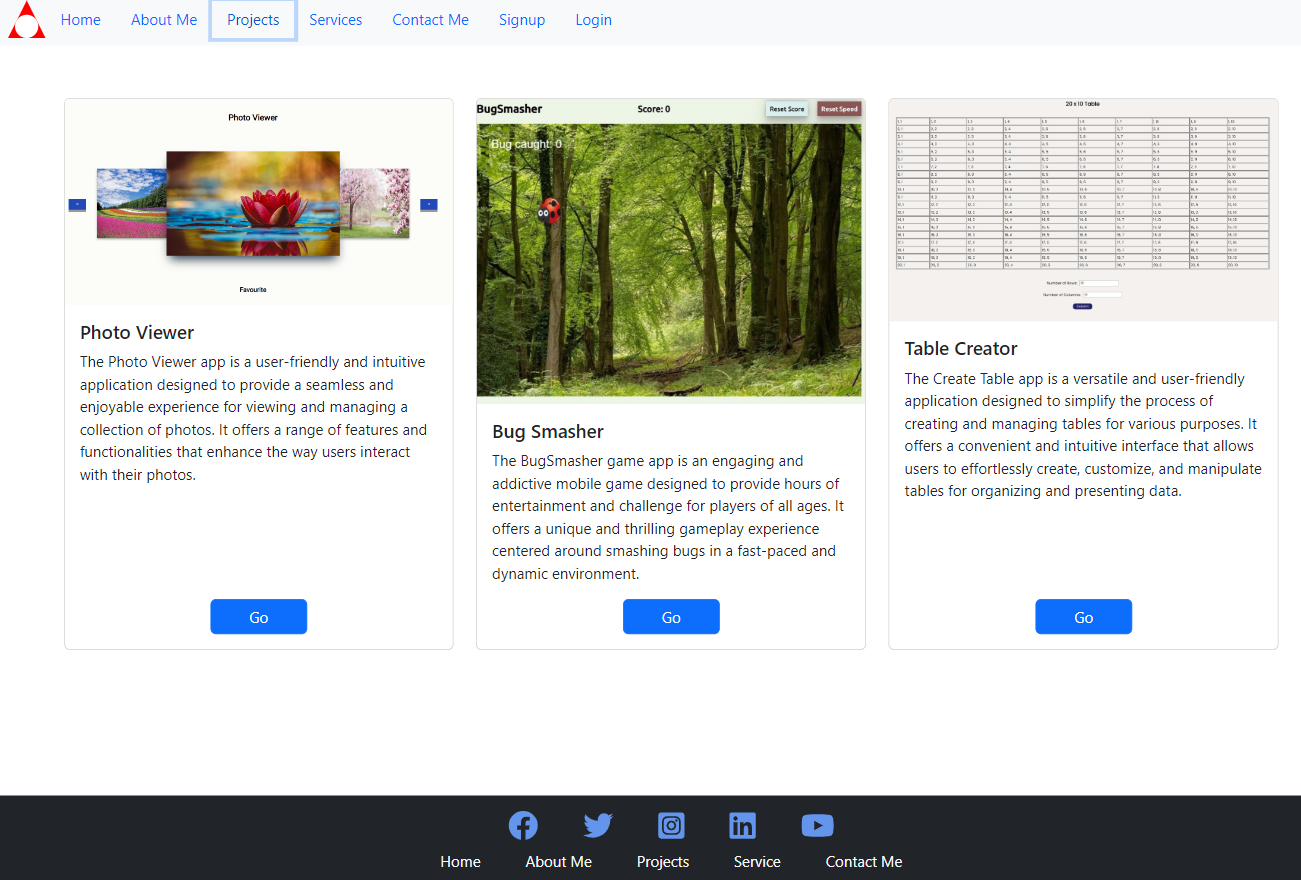 Home About Me Projects Services Contact Me Signup Login
Photo Viewer
Favourite
Photo Viewer
The Photo Viewer app is a user-friendly and intuitive
application designed to provide a seamless and
enjoyable experience for viewing and managing a
collection of photos. It offers a range of features and
functionalities that enhance the way users interact
with their photos.
Go
BugSmasher Score: 0 Reset Score Reset Speed
Bug caught: 0
Bug Smasher
The BugSmasher game app is an engaging and
addictive mobile game designed to provide hours of
entertainment and challenge for players of all ages. It
offers a unique and thrilling gameplay experience
centered around smashing bugs in a fast-paced and
dynamic environment.
Go
20 x 10 Table
Number of Rows:
Number of Columns:
Table Creator
The Create Table app is a versatile and user-friendly
application designed to simplify the process of
creating and managing tables for various purposes. It
offers a convenient and intuitive interface that allows
users to effortlessly create, customize, and manipulate
tables for organizing and presenting data.
Go
Home About Me Projects Service Contact Me